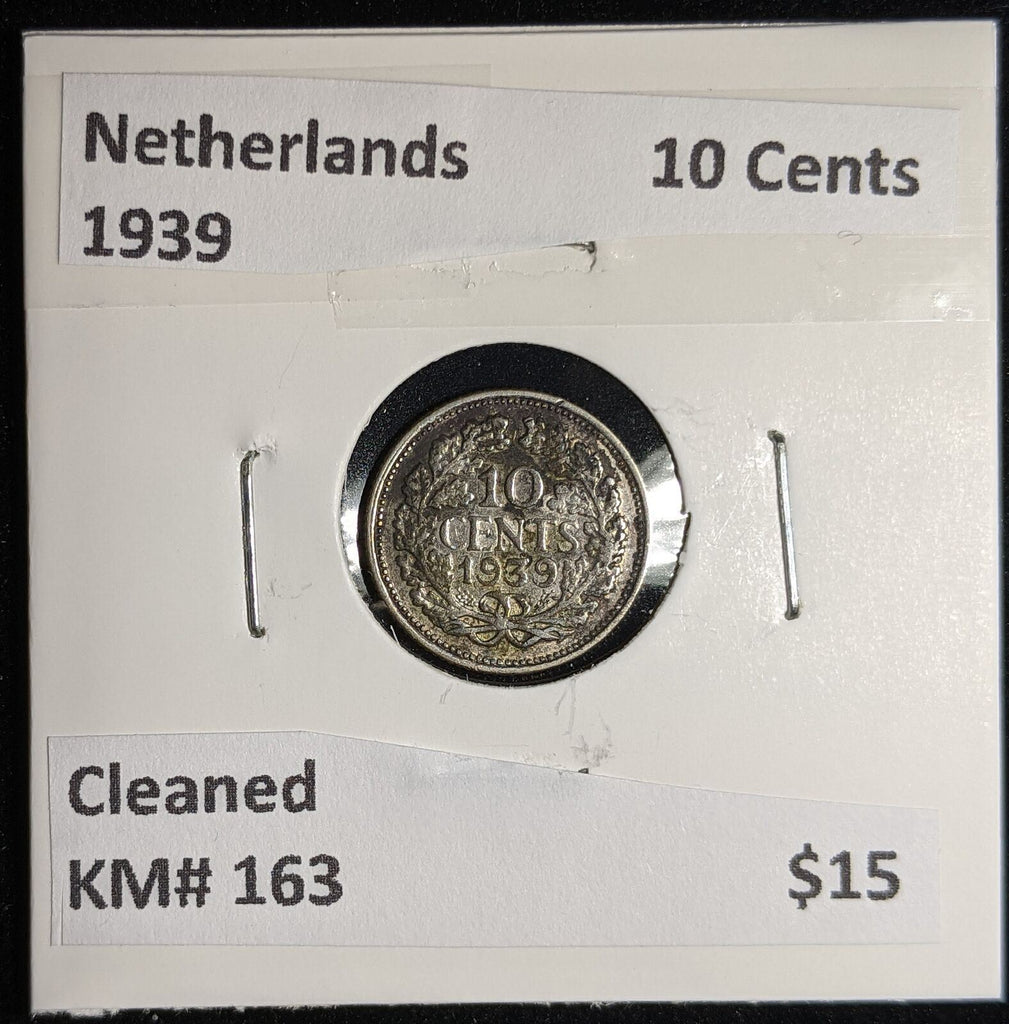 Netherlands 10 Cents
1939
10
CENTS
1939
Cleaned
KM# 163 $15